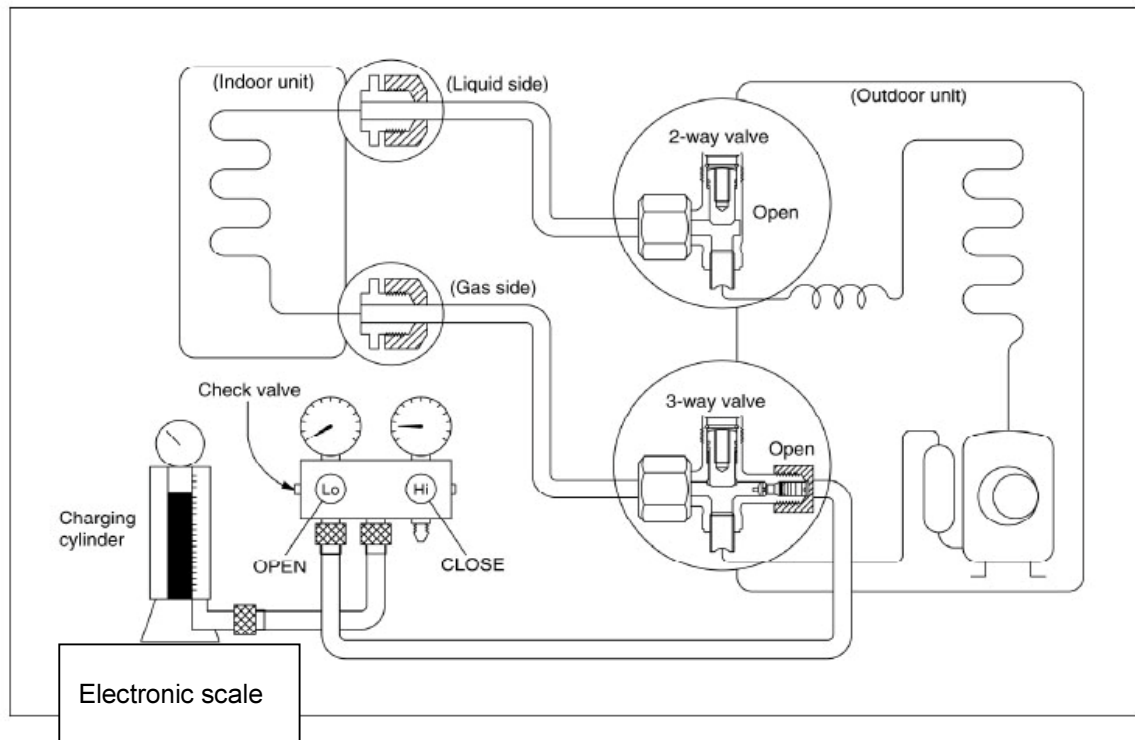 (Indoor unit)
(Liquid side)
(Outdoor unit)
2-way valve
Open
(Gas side)
Check valve
3-way valve
Open
Lo
Hi
Charging
cylinder
OPEN
CLOSE
Electronic scale